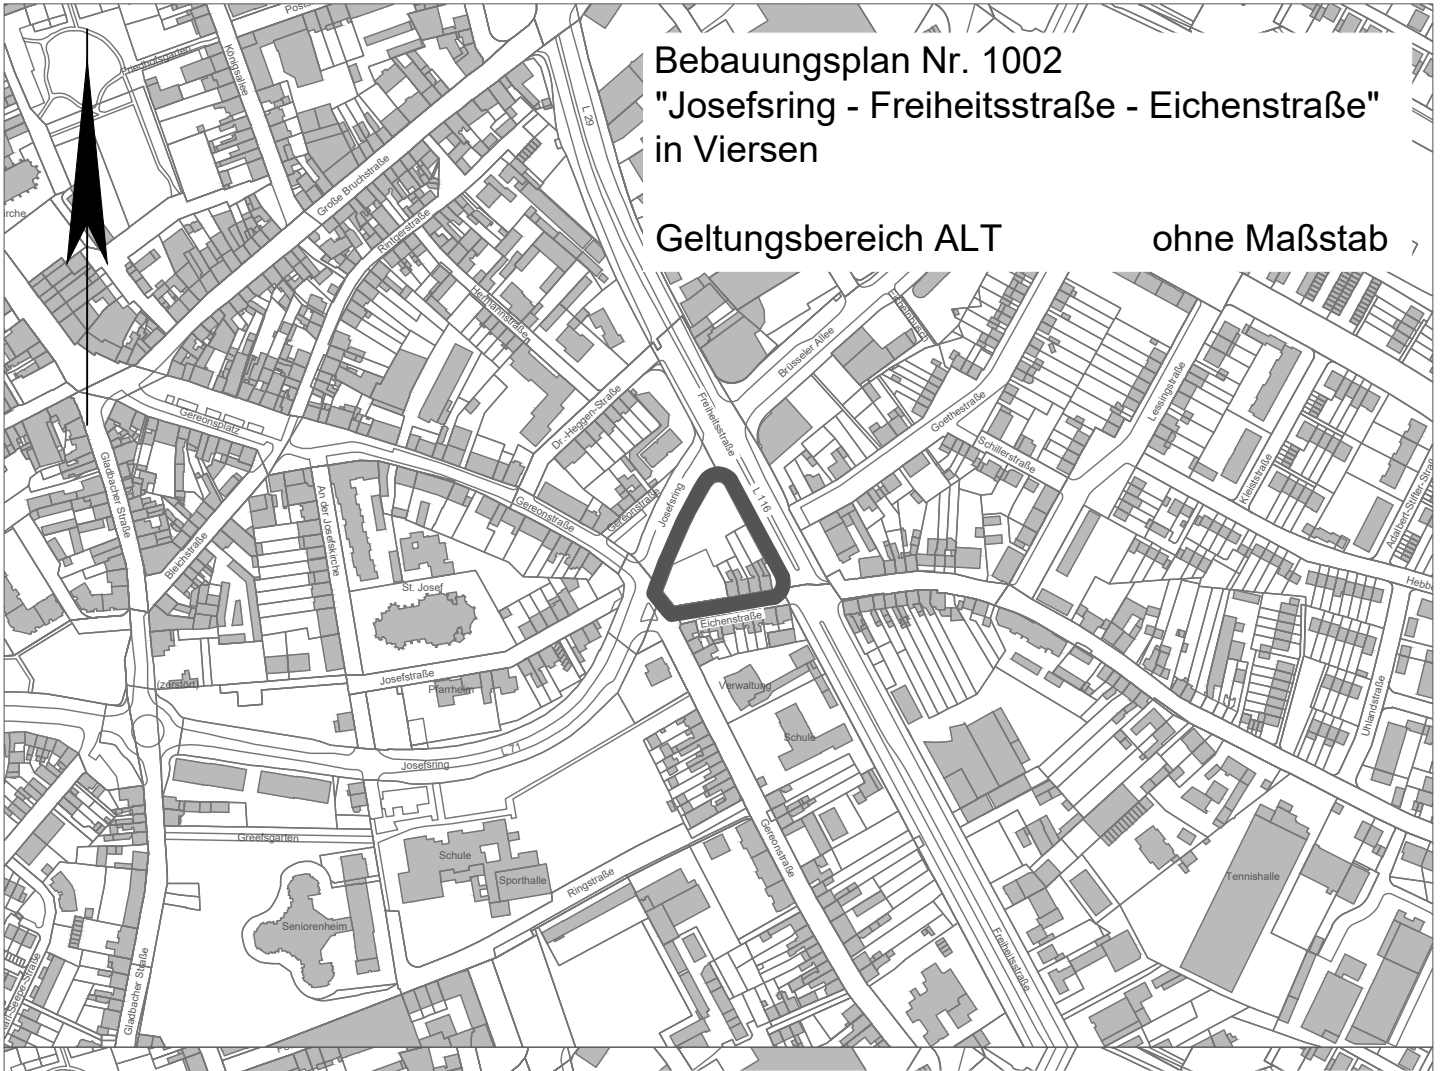 Bebauungsplan Nr. 1002
"Josefsring - Freiheitsstraße - Eichenstraße"
in Viersen
Geltungsbereich ALT ohne Maßstab
Königsallee
L 29
Große Bruchstraße
Rintgerstraße
Hermannstraße
Brüsseler Allee
Freiheitsstraße
Dr.-Heggen-Straße
Goethestraße
Schillerstraße
Lessingstraße
Kleiststraße
Gereonsplatz
Gladbacher Straße
An der Josefskirche
Gereonstraße
Gereonstraße
Josefsring
L 116
Bleichstraße
St. Josef
Eichenstraße
Josefstraße
Pfarrheim
(zerstört)
Verwaltung
Schule
Uhlandstraße
L 71
Josefsring
Greefsgarten
Schule
Sporthalle
Ringstraße
Gereonstraße
Tennishalle
Seniorenheim
Gladbacher Straße
Freiheitsstraße